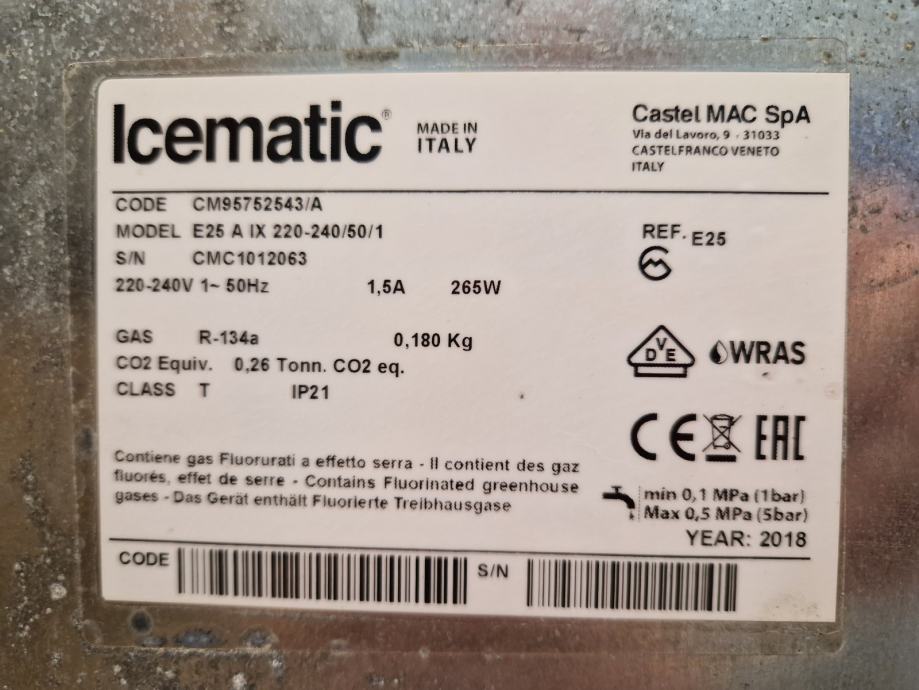 Icematic®
MADE IN
ITALY
Castel MAC SpA
Via del Lavoro, 9 - 31033
CASTELFRANCO VENETO
ITALY
CODE CM95752543/A
MODEL E25 A IX 220-240/50/1
S/N CMC1012063
220-240V 1~ 50Hz 1,5A 265W
REF. E25
GAS R-134a 0,180 Kg
CO2 Equiv. 0,26 Tonn. CO2 eq.
CLASS T IP21
VDE WRAS
CE EAC
Contiene gas Fluorurati a effetto serra - Il contient des gaz
fluorés, effet de serre - Contains Fluorinated greenhouse
gases - Das Gerät enthält Fluorierte Treibhausgase
min 0,1 MPa (1bar)
Max 0,5 MPa (5bar)
YEAR: 2018
CODE S/N